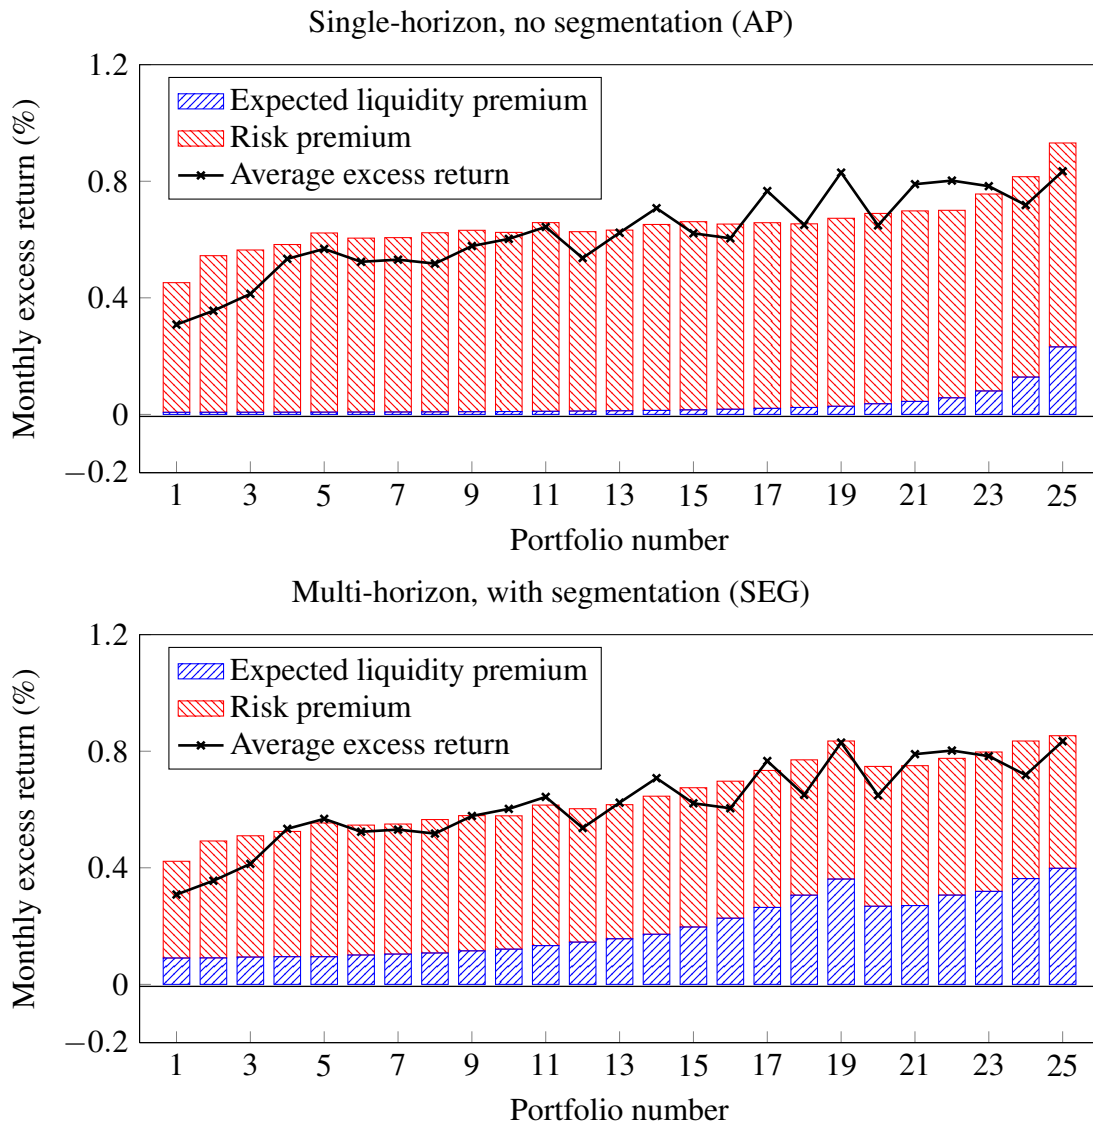 Single-horizon, no segmentation (AP)
Monthly excess return (%)
1.2
0.8
0.4
0
−0.2
Expected liquidity premium
Risk premium
Average excess return
1 3 5 7 9 11 13 15 17 19 21 23 25
Portfolio number
Multi-horizon, with segmentation (SEG)
Monthly excess return (%)
1.2
0.8
0.4
0
−0.2
Expected liquidity premium
Risk premium
Average excess return
1 3 5 7 9 11 13 15 17 19 21 23 25
Portfolio number